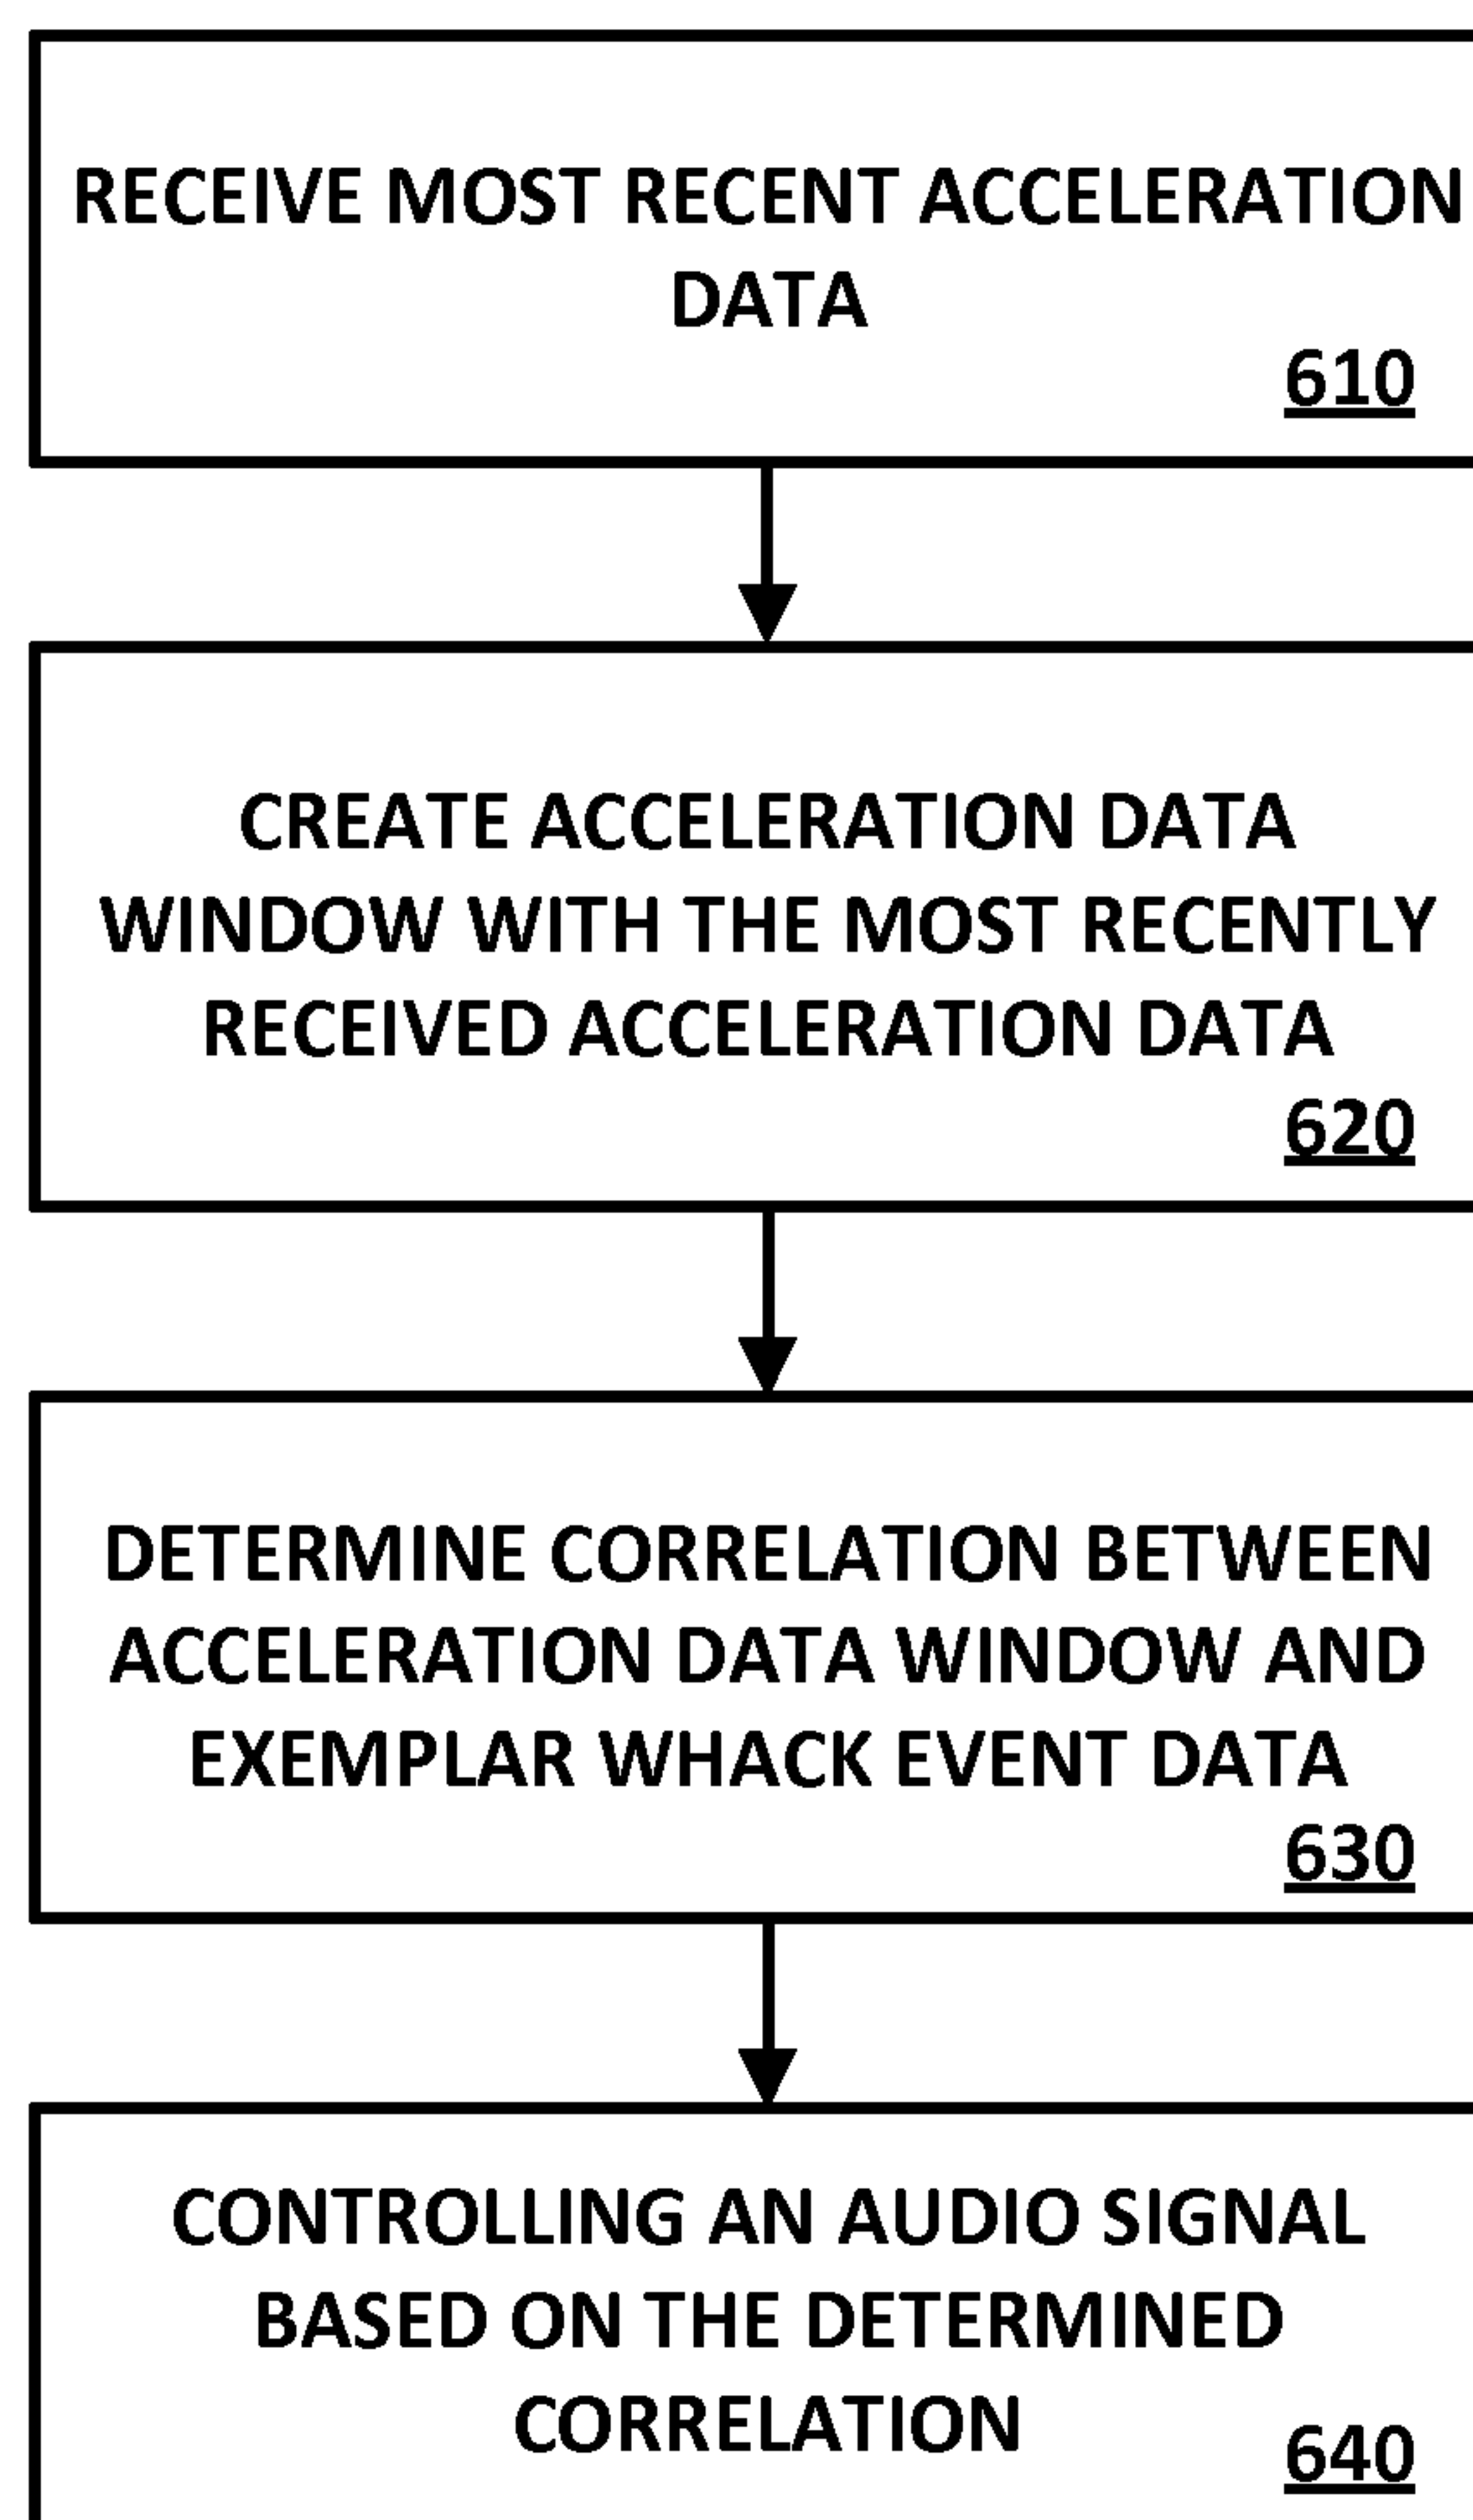 RECEIVE MOST RECENT ACCELERATION
DATA
610
CREATE ACCELERATION DATA
WINDOW WITH THE MOST RECENTLY
RECEIVED ACCELERATION DATA
620
DETERMINE CORRELATION BETWEEN
ACCELERATION DATA WINDOW AND
EXEMPLAR WHACK EVENT DATA
630
CONTROLLING AN AUDIO SIGNAL
BASED ON THE DETERMINED
CORRELATION
640